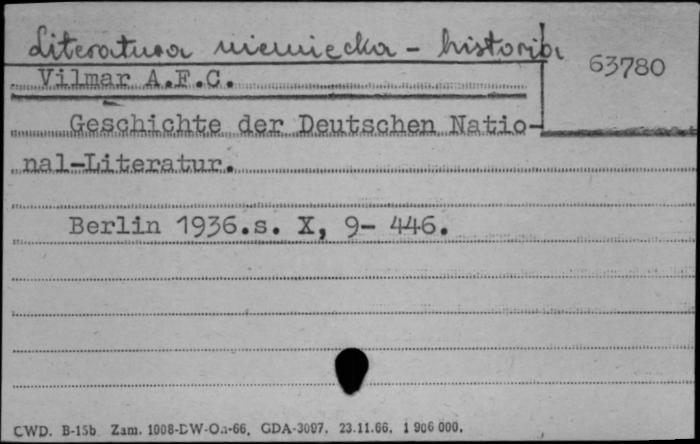 Literatura niemiecka - historia
63780
Vilmar A.F.C.
Geschichte der Deutschen Natio-
nal-Literatur.
Berlin 1936.s. X, 9- 446.
CWD. B-15b Zam. 1008-DW-On-66, GDA-3097, 23.11.66. 1 906 000.